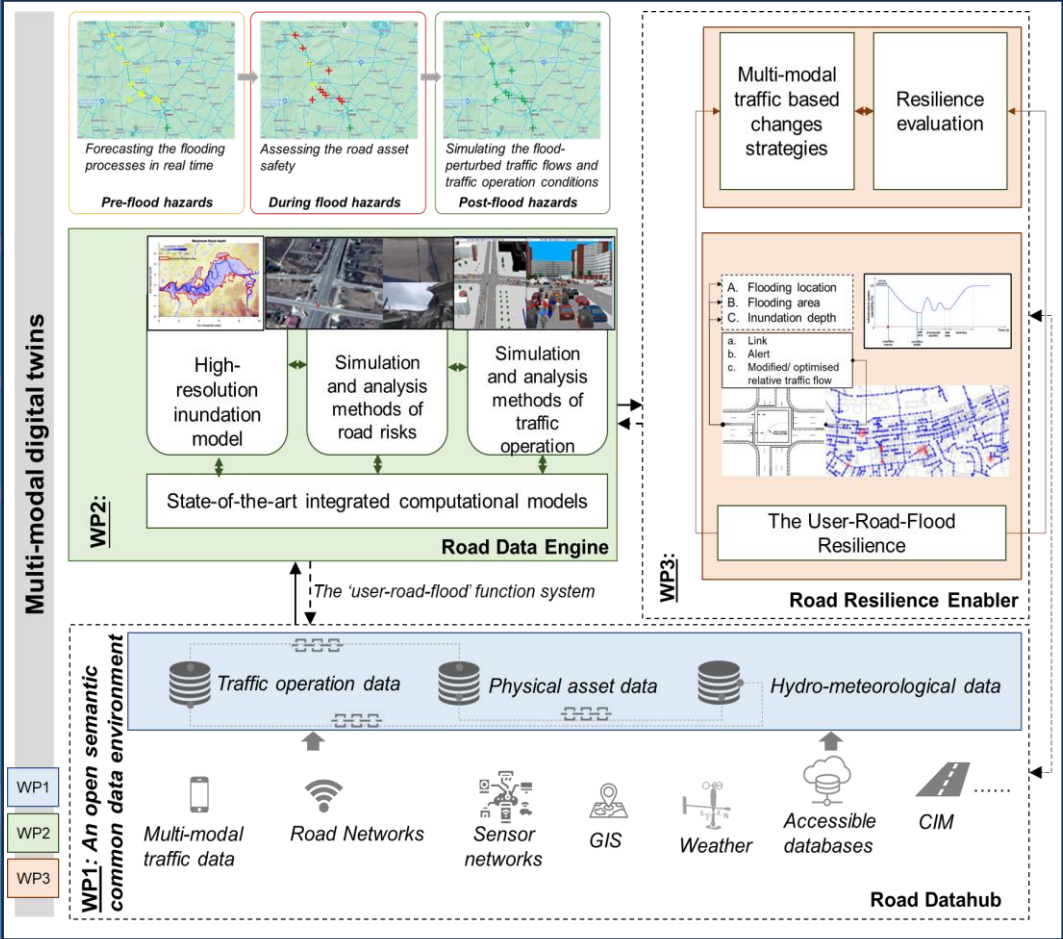 Multi-modal digital twins
Forecasting the flooding
processes in real time
Pre-flood hazards
Assessing the road asset
safety
During flood hazards
Simulating the flood-
perturbed traffic flows and
traffic operation conditions
Post-flood hazards
WP2:
High-
resolution
inundation
model
Simulation
and analysis
methods of
road risks
Simulation
and analysis
methods of
traffic
operation
State-of-the-art integrated computational models
Road Data Engine
The ‘user-road-flood’ function system
Multi-modal
traffic based
changes
strategies
Resilience
evaluation
A. Flooding location
B. Flooding area
C. Inundation depth
a. Link
b. Alert
c. Modified/ optimised
relative traffic flow
The User-Road-Flood
Resilience
WP3:
Road Resilience Enabler
WP1: An open semantic
common data environment
Traffic operation data
Physical asset data
Hydro-meteorological data
Multi-modal
traffic data
Road Networks
Sensor
networks
GIS
Weather
Accessible
databases
CIM
......
Road Datahub
WP1
WP2
WP3